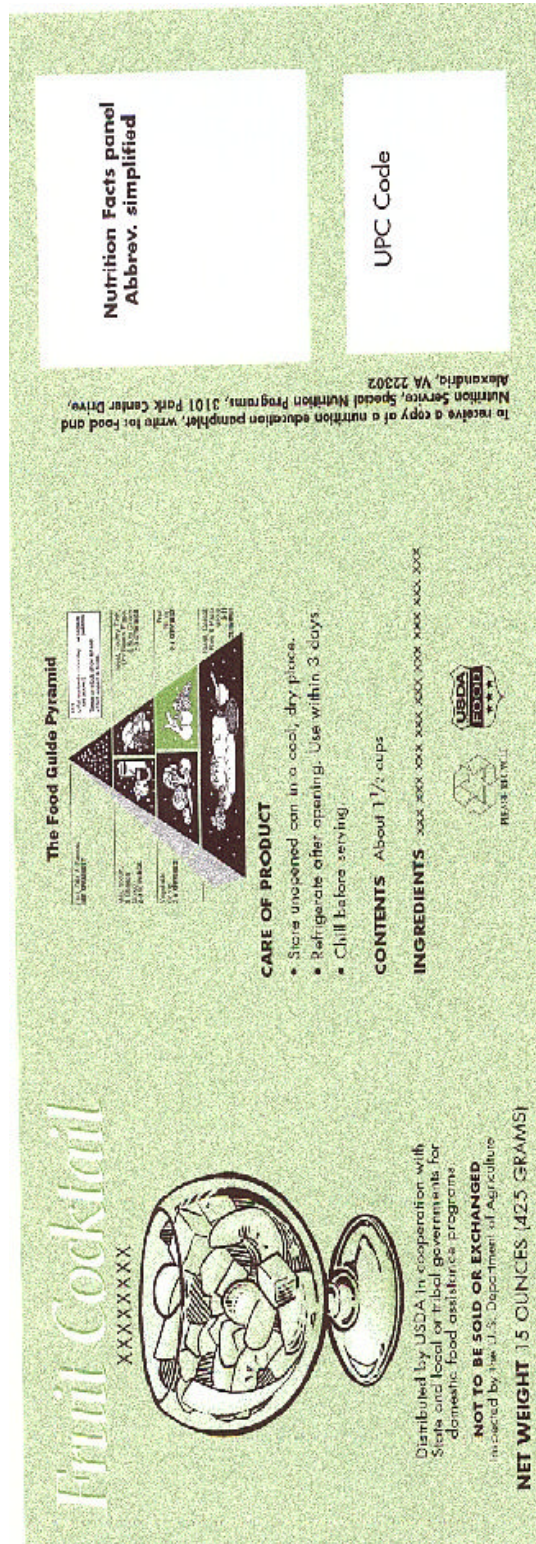 Fruit Cocktail
XXXXXXXXX
Distributed by USDA in cooperation with
State and local or tribal governments for
domestic food assistance programs.
NOT TO BE SOLD OR EXCHANGED
Inspected by the U.S. Department of Agriculture
NET WEIGHT 15 OUNCES (425 GRAMS)
The Food Guide Pyramid
CARE OF PRODUCT
• Store unopened can in a cool, dry place.
• Refrigerate after opening. Use within 3 days.
• Chill before serving.
CONTENTS About 1 1/2 cups
INGREDIENTS xxx xxx xxx xxx xxx xxx xxx xxx xxx xxx
PLEASE RECYCLE
USDA
FOOD
To receive a copy of a nutrition education pamphlet, write to: Food and
Nutrition Service, Special Nutrition Programs, 3101 Park Center Drive,
Alexandria, VA 22302
Nutrition Facts panel
Abbrev. simplified
UPC Code